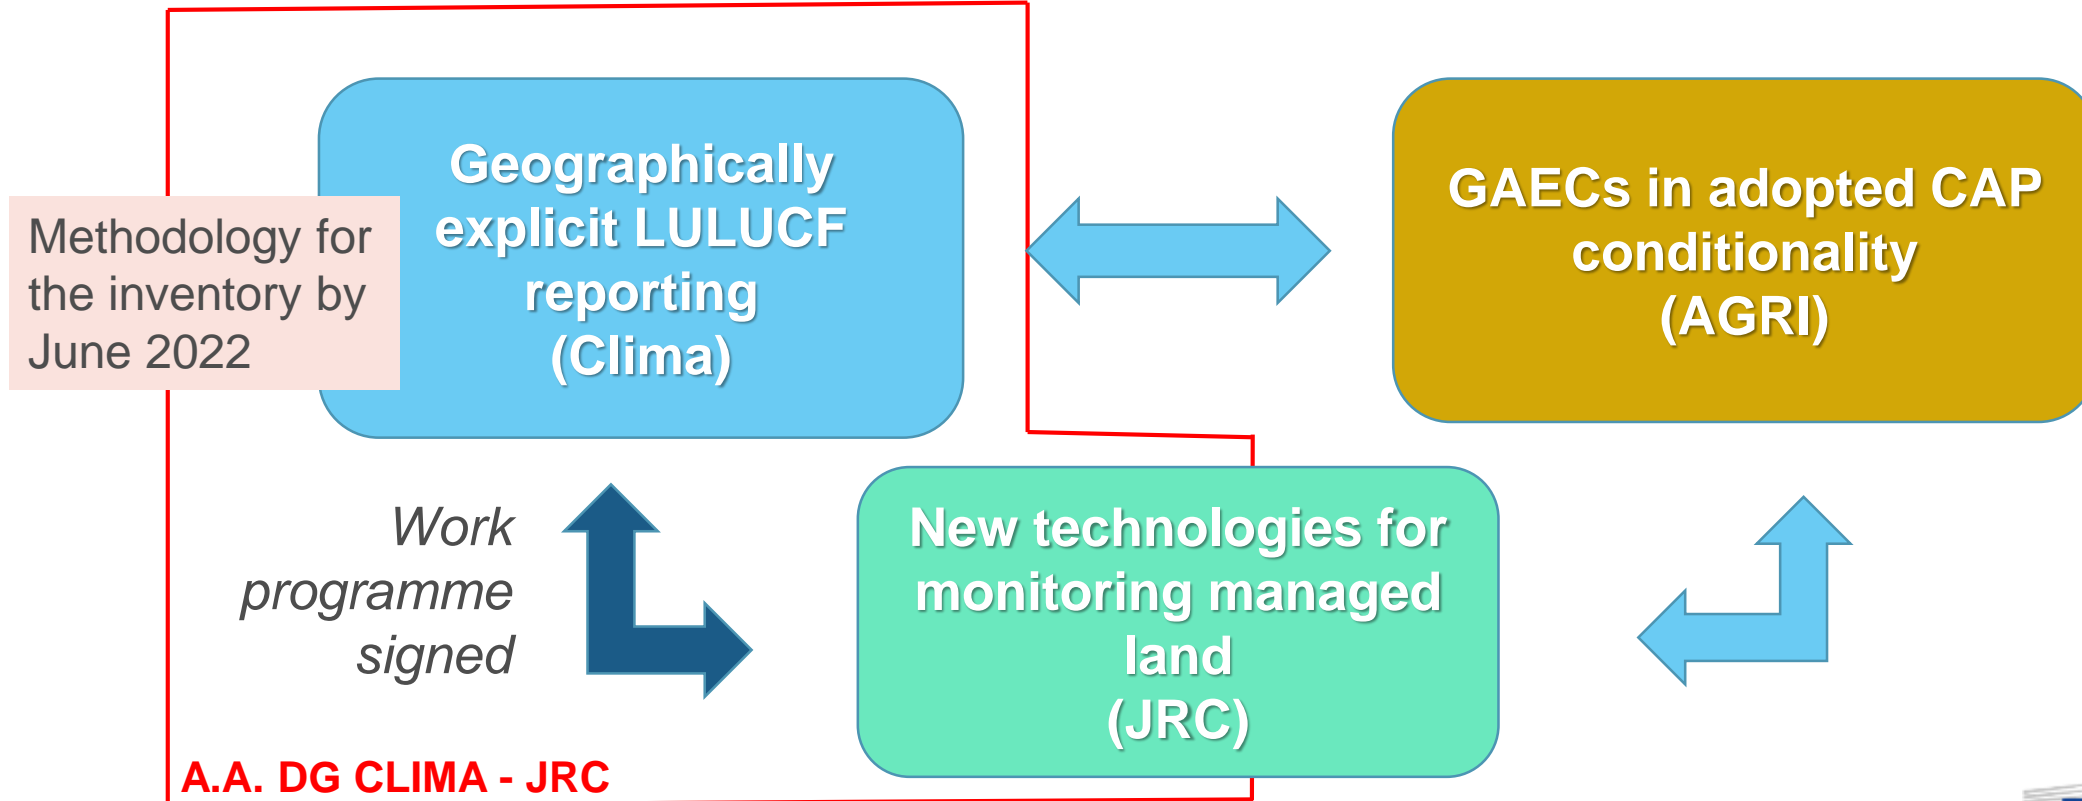 Geographically
explicit LULUCF
reporting
(Clima)
GAECs in adopted CAP
conditionality
(AGRI)
Methodology for
the inventory by
June 2022
Work
programme
signed
New technologies for
monitoring managed
land
(JRC)
A.A. DG CLIMA - JRC